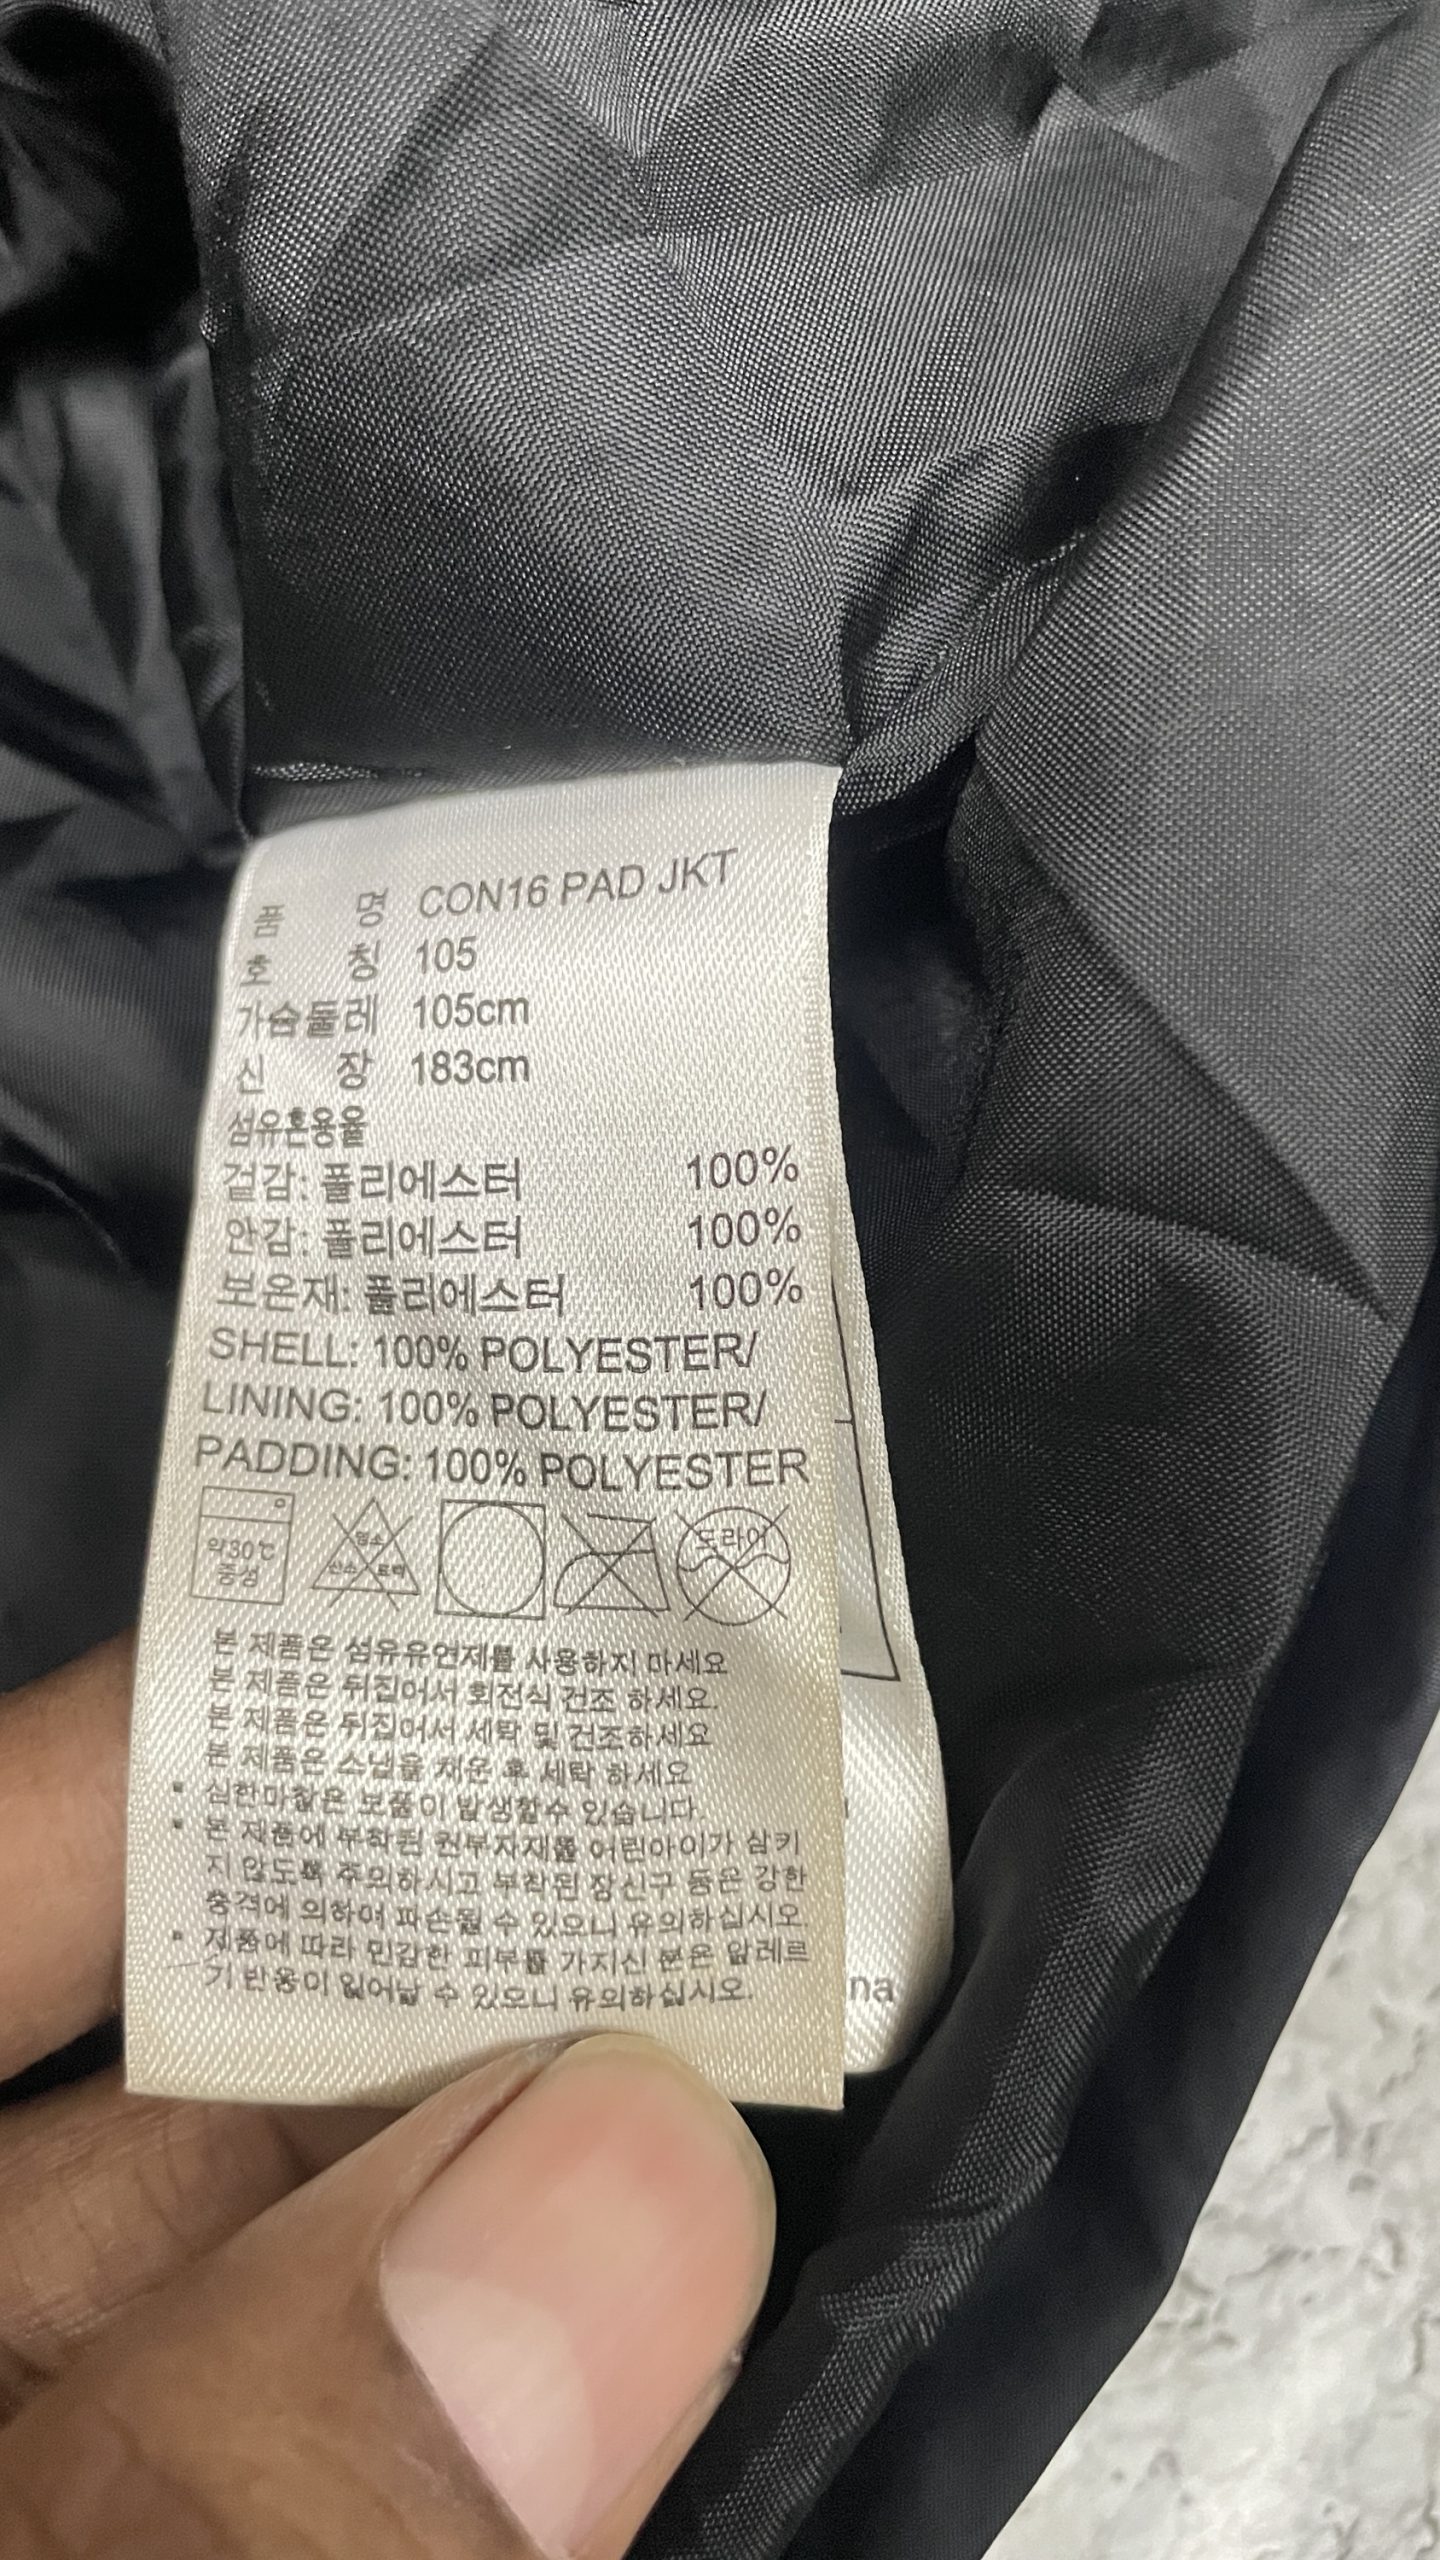 품 명 CON16 PAD JKT
호 칭 105
가슴둘레 105cm
신 장 183cm
섬유혼용율
겉감: 폴리에스터 100%
안감: 폴리에스터 100%
보온재: 폴리에스터 100%
SHELL: 100% POLYESTER/
LINING: 100% POLYESTER/
PADDING: 100% POLYESTER
약30℃
중성
염소
산소 표백
드라이
본 제품은 섬유유연제를 사용하지 마세요
본 제품은 뒤집어서 회전식 건조 하세요.
본 제품은 뒤집어서 세탁 및 건조하세요
본 제품은 스냅을 채운 후 세탁 하세요
심한마찰은 보풀이 발생할수 있습니다.
본 제품에 부착된 원부자재를 어린아이가 삼키
지 않도록 주의하시고 부착된 장신구 등은 강한
충격에 의하여 파손될 수 있으니 유의하십시오.
제품에 따라 민감한 피부를 가지신 분은 알레르
기 반응이 일어날 수 있으니 유의하십시오.
na